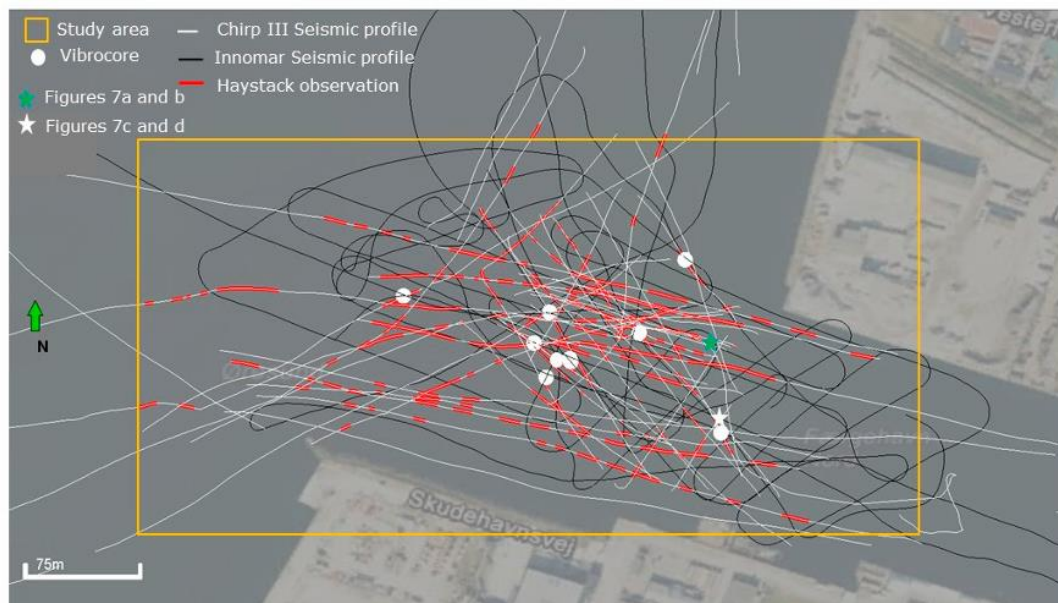 Study area
Vibrocore
Figures 7a and b
Figures 7c and d
Chirp III Seismic profile
Innomar Seismic profile
Haystack observation
N
Skudehavnsvej
75m